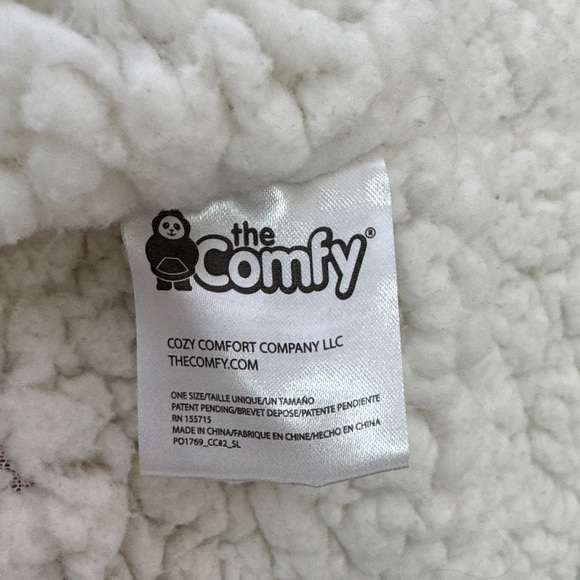 the
Comfy®
COZY COMFORT COMPANY LLC
THECOMFY.COM
ONE SIZE/TAILLE UNIQUE/UN TAMAÑO
PATENT PENDING/BREVET DEPOSE/PATENTE PENDIENTE
RN 155715
MADE IN CHINA/FABRIQUE EN CHINE/HECHO EN CHINA
PO1769_CC#2_SL